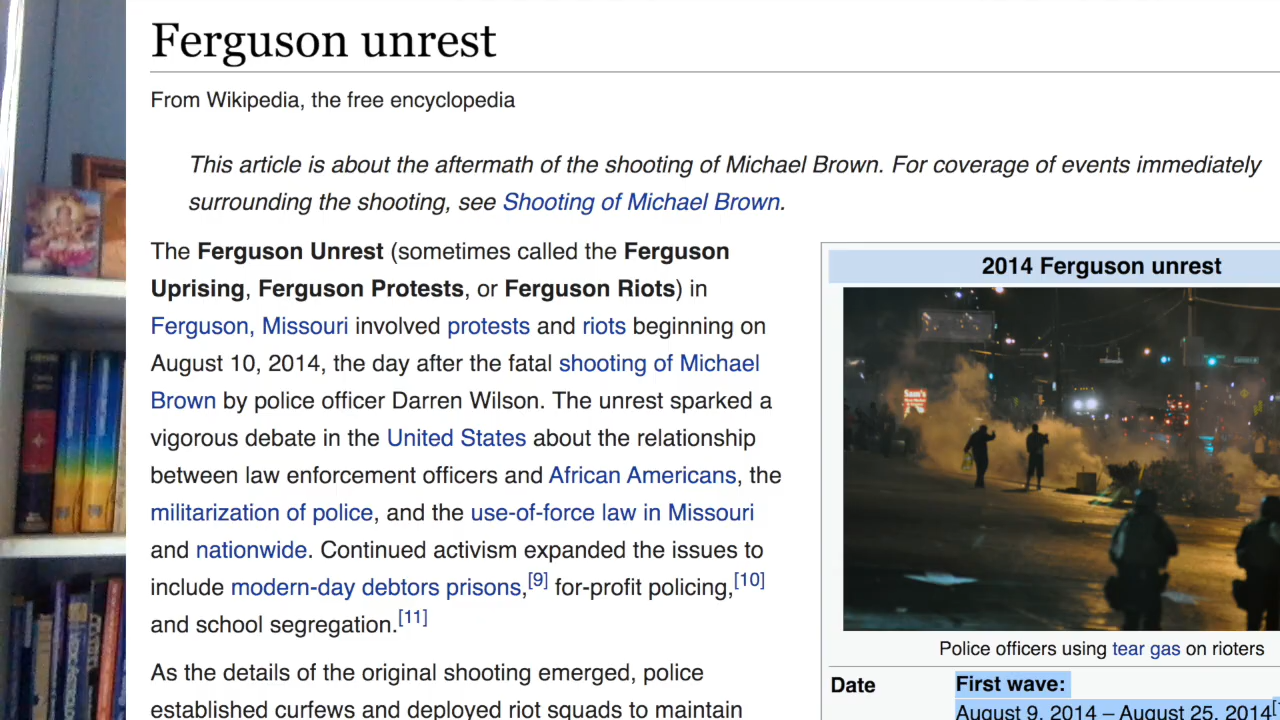 Ferguson unrest
From Wikipedia, the free encyclopedia
This article is about the aftermath of the shooting of Michael Brown. For coverage of events immediately
surrounding the shooting, see Shooting of Michael Brown.
The Ferguson Unrest (sometimes called the Ferguson
Uprising, Ferguson Protests, or Ferguson Riots) in
Ferguson, Missouri involved protests and riots beginning on
August 10, 2014, the day after the fatal shooting of Michael
Brown by police officer Darren Wilson. The unrest sparked a
vigorous debate in the United States about the relationship
between law enforcement officers and African Americans, the
militarization of police, and the use-of-force law in Missouri
and nationwide. Continued activism expanded the issues to
include modern-day debtors prisons,[9] for-profit policing,[10]
and school segregation.[11]
As the details of the original shooting emerged, police
established curfews and deployed riot squads to maintain
2014 Ferguson unrest
Sam's
Police officers using tear gas on rioters
Date
First wave:
August 9, 2014 – August 25, 2014